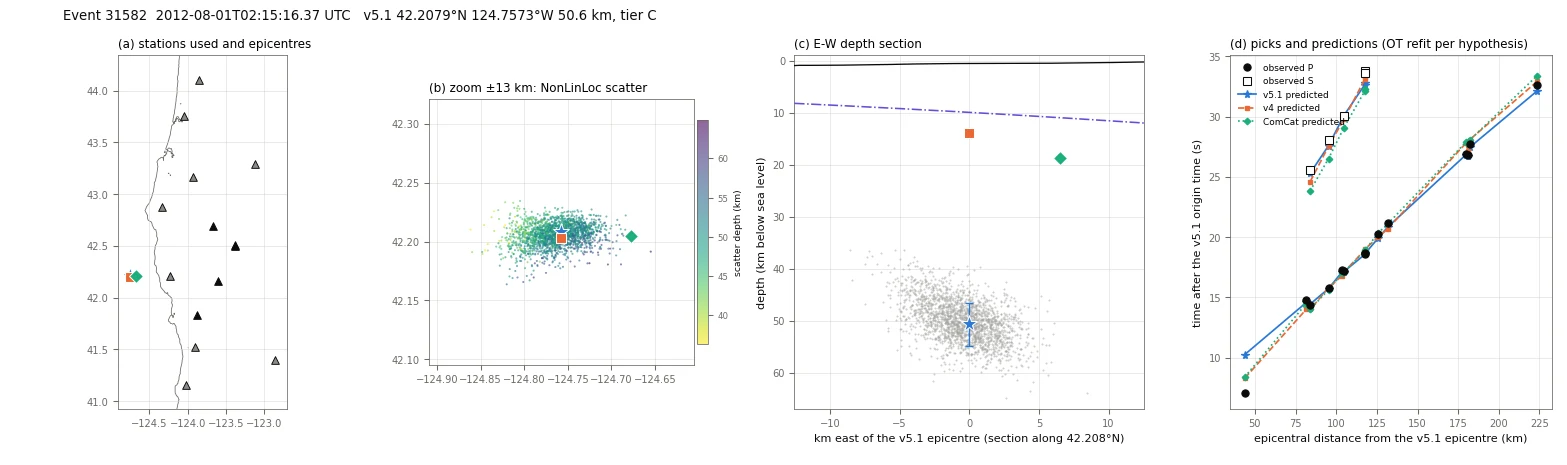 Event 31582  2012-08-01T02:15:16.37 UTC   v5.1 42.2079°N 124.7573°W 50.6 km, tier C
(a) stations used and epicentres
44.0
43.5
43.0
42.5
42.0
41.5
41.0
−124.5 −124.0 −123.5 −123.0
(b) zoom ±13 km: NonLinLoc scatter
42.30
42.25
42.20
42.15
42.10
−124.90 −124.85 −124.80 −124.75 −124.70 −124.65
60
55
50
45
40
scatter depth (km)
(c) E-W depth section
0
10
20
30
40
50
60
depth (km below sea level)
−10 −5 0 5 10
km east of the v5.1 epicentre (section along 42.208°N)
(d) picks and predictions (OT refit per hypothesis)
observed P
observed S
v5.1 predicted
v4 predicted
ComCat predicted
35
30
25
20
15
10
time after the v5.1 origin time (s)
50 75 100 125 150 175 200 225
epicentral distance from the v5.1 epicentre (km)